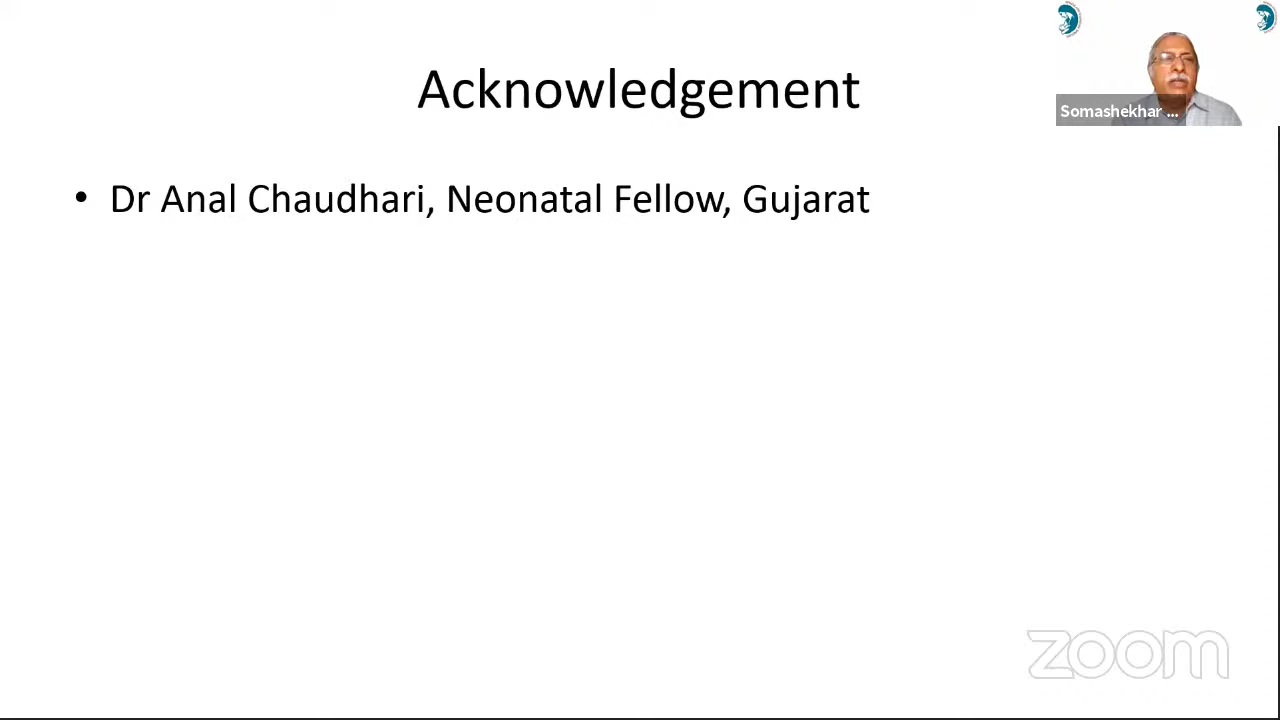 Acknowledgement
Somashekhar ...
• Dr Anal Chaudhari, Neonatal Fellow, Gujarat
zoom